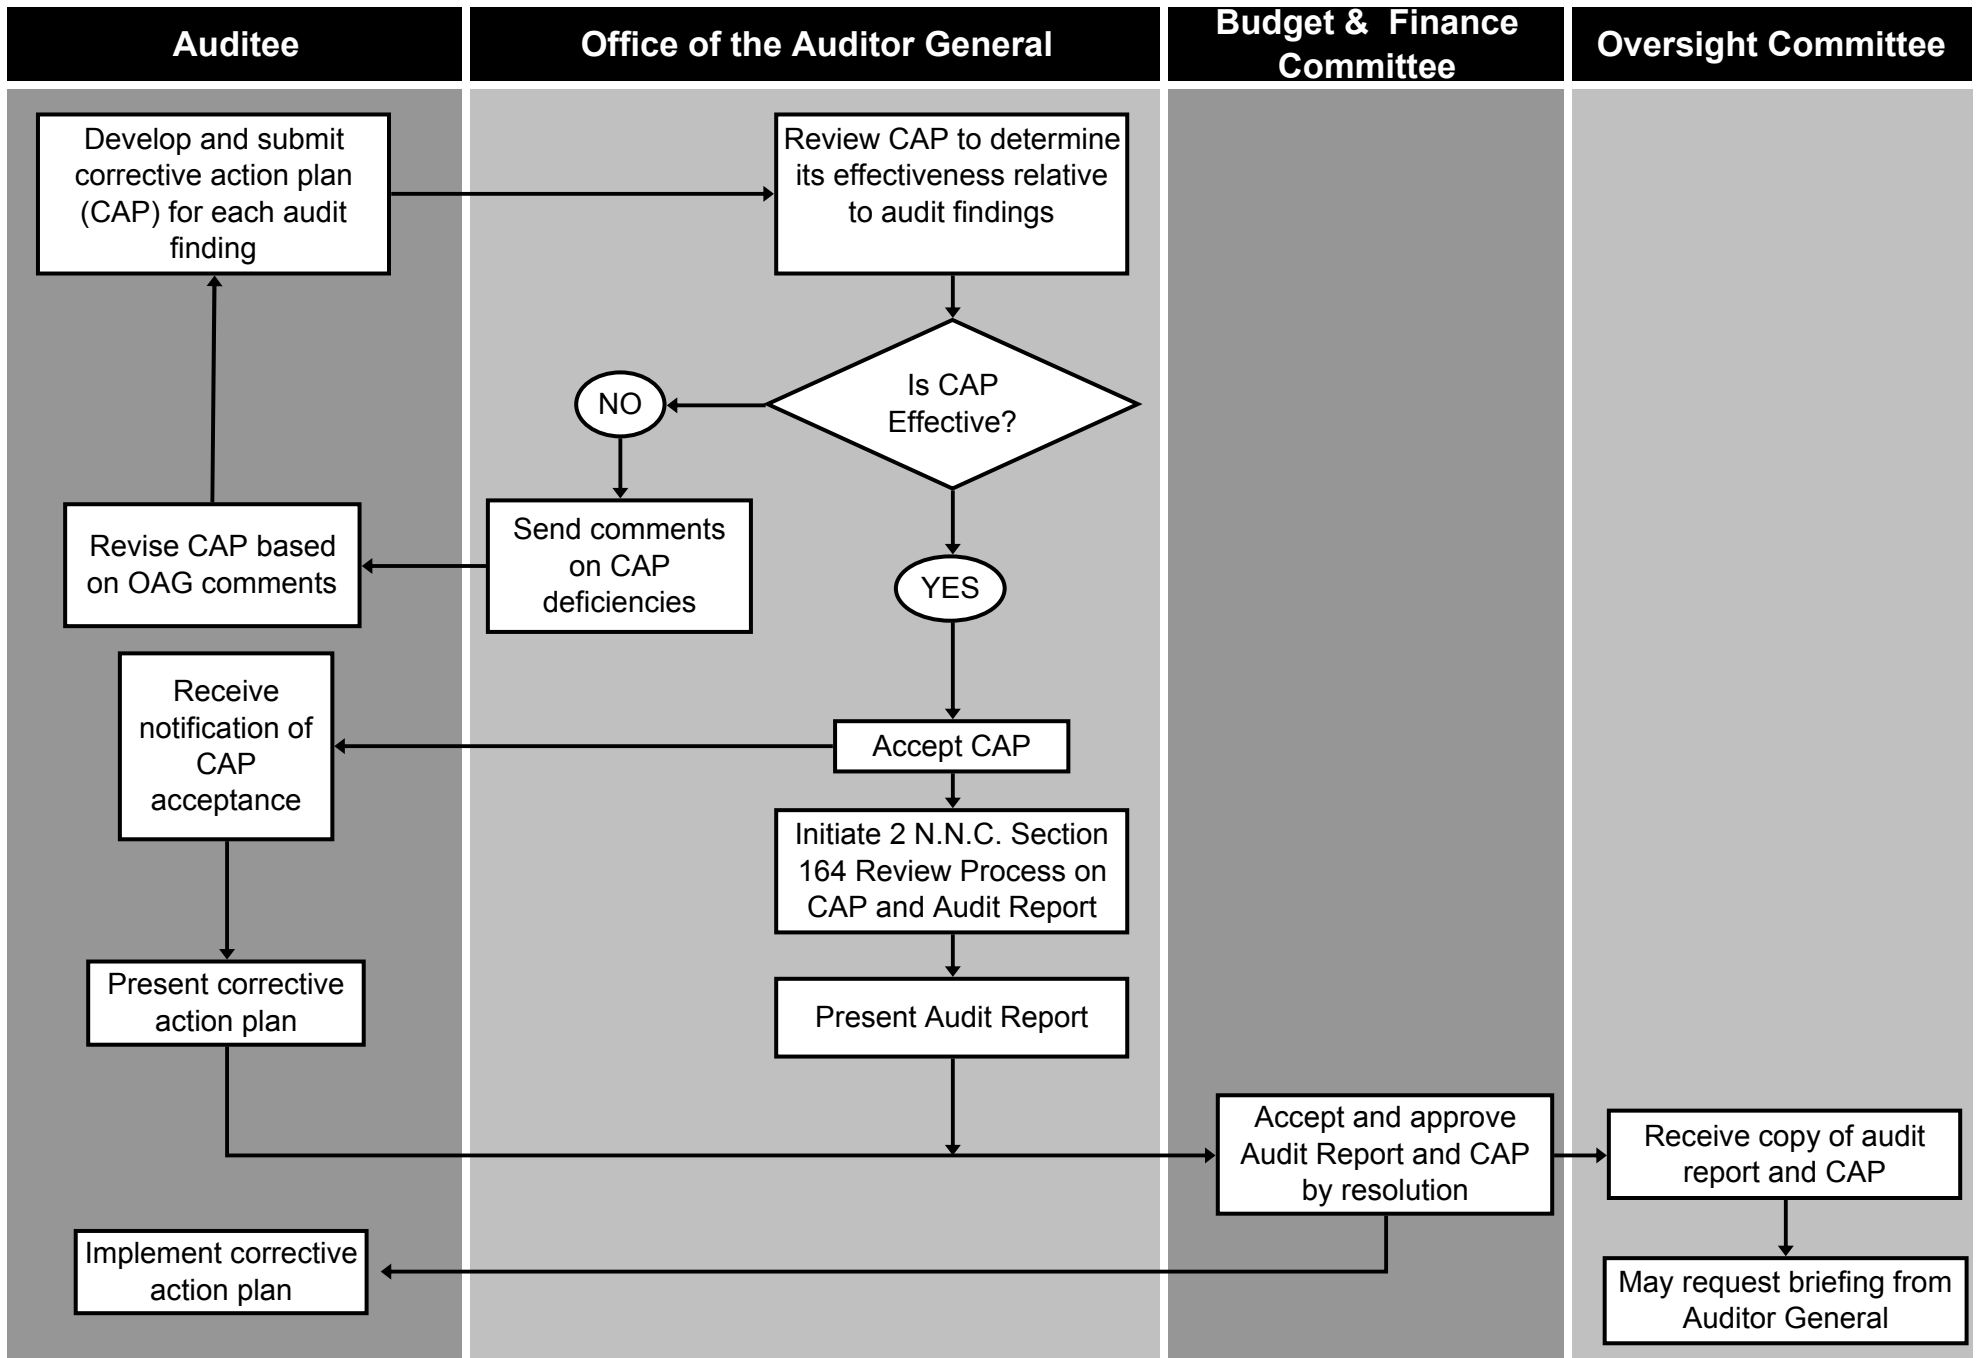 Auditee
Office of the Auditor General
Budget & Finance
Committee
Oversight Committee
Develop and submit
corrective action plan
(CAP) for each audit
finding
Review CAP to determine
its effectiveness relative
to audit findings
Is CAP
Effective?
NO
Send comments
on CAP
deficiencies
Revise CAP based
on OAG comments
YES
Receive
notification of
CAP
acceptance
Accept CAP
Initiate 2 N.N.C. Section
164 Review Process on
CAP and Audit Report
Present corrective
action plan
Present Audit Report
Accept and approve
Audit Report and CAP
by resolution
Receive copy of audit
report and CAP
Implement corrective
action plan
May request briefing from
Auditor General